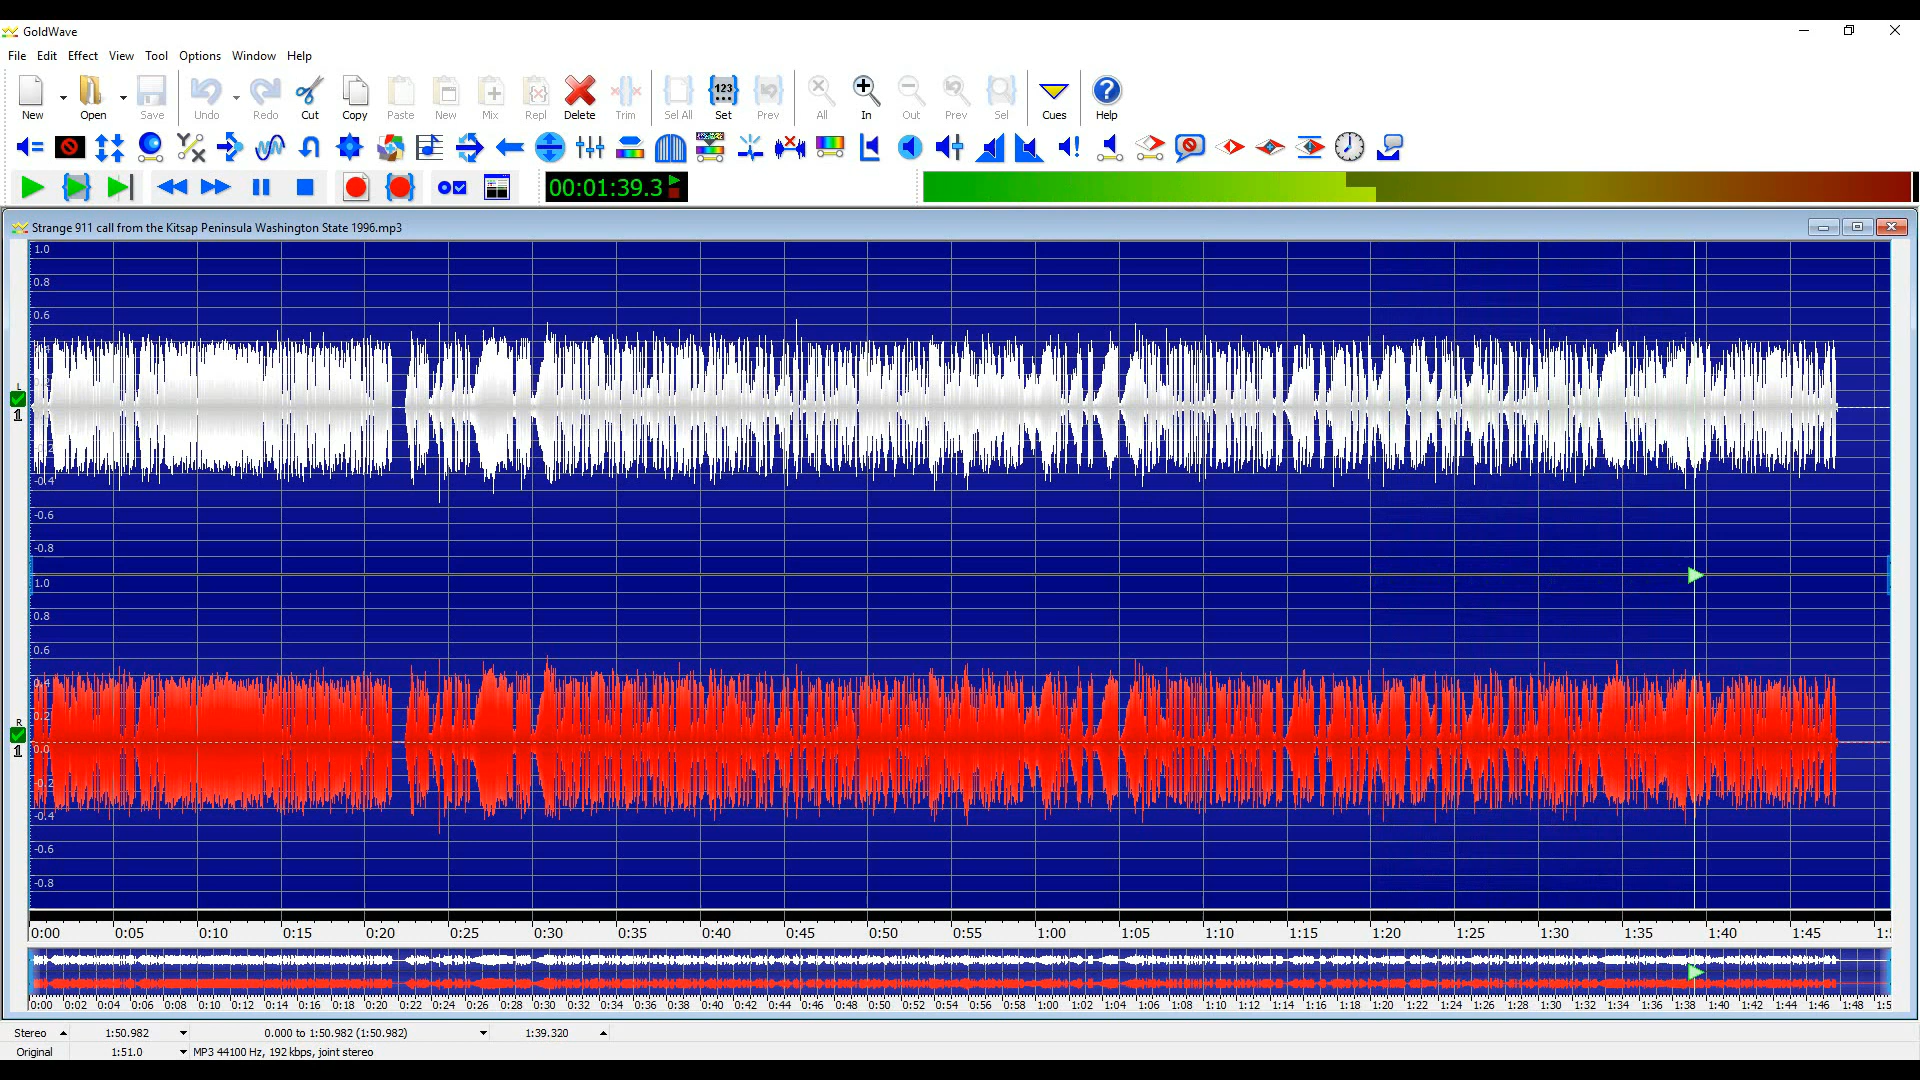 GoldWave
File Edit Effect View Tool Options Window Help
New Open Save Undo Redo Cut Copy Paste New Mix Repl Delete Trim Sel All Set Prev All In Out Prev Sel Cues Help
123
00:01:39.3
Strange 911 call from the Kitsap Peninsula Washington State 1996.mp3
1.0
0.8
0.6
L
1
-0.4
-0.6
-0.8
1.0
0.8
0.6
0.4
0.2
R
0.0
1
-0.2
-0.4
-0.6
-0.8
0:00 0:05 0:10 0:15 0:20 0:25 0:30 0:35 0:40 0:45 0:50 0:55 1:00 1:05 1:10 1:15 1:20 1:25 1:30 1:35 1:40 1:45
0:00 0:02 0:04 0:06 0:08 0:10 0:12 0:14 0:16 0:18 0:20 0:22 0:24 0:26 0:28 0:30 0:32 0:34 0:36 0:38 0:40 0:42 0:44 0:46 0:48 0:50 0:52 0:54 0:56 0:58 1:00 1:02 1:04 1:06 1:08 1:10 1:12 1:14 1:16 1:18 1:20 1:22 1:24 1:26 1:28 1:30 1:32 1:34 1:36 1:38 1:40 1:42 1:44 1:46 1:48
Stereo 1:50.982 0.000 to 1:50.982 (1:50.982) 1:39.320
Original 1:51.0 MP3 44100 Hz, 192 kbps, joint stereo